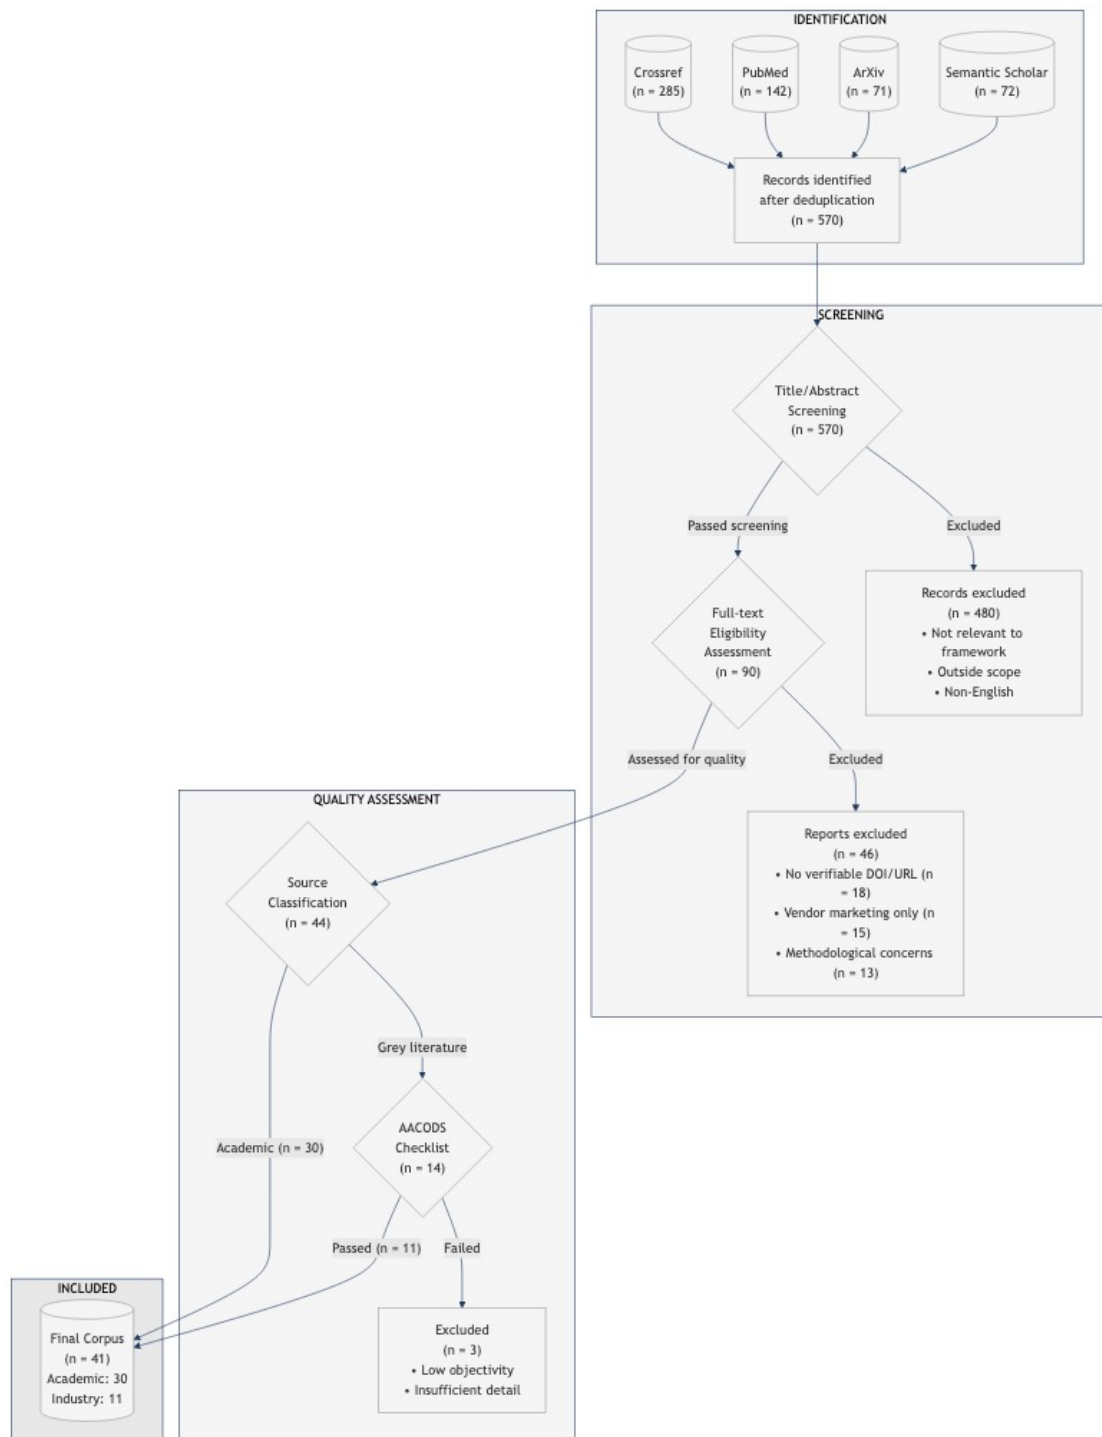 IDENTIFICATION
Crossref
(n = 285)
PubMed
(n = 142)
ArXiv
(n = 71)
Semantic Scholar
(n = 72)
Records identified
after deduplication
(n = 570)
SCREENING
Title/Abstract
Screening
(n = 570)
Passed screening
Excluded
Records excluded
(n = 480)
• Not relevant to
framework
• Outside scope
• Non-English
Full-text
Eligibility
Assessment
(n = 90)
Assessed for quality
Excluded
Reports excluded
(n = 46)
• No verifiable DOI/URL (n
= 18)
• Vendor marketing only (n
= 15)
• Methodological concerns
(n = 13)
QUALITY ASSESSMENT
Source
Classification
(n = 44)
Grey literature
Academic (n = 30)
AACODS
Checklist
(n = 14)
Passed (n = 11)
Failed
Excluded
(n = 3)
• Low objectivity
• Insufficient detail
INCLUDED
Final Corpus
(n = 41)
Academic: 30
Industry: 11